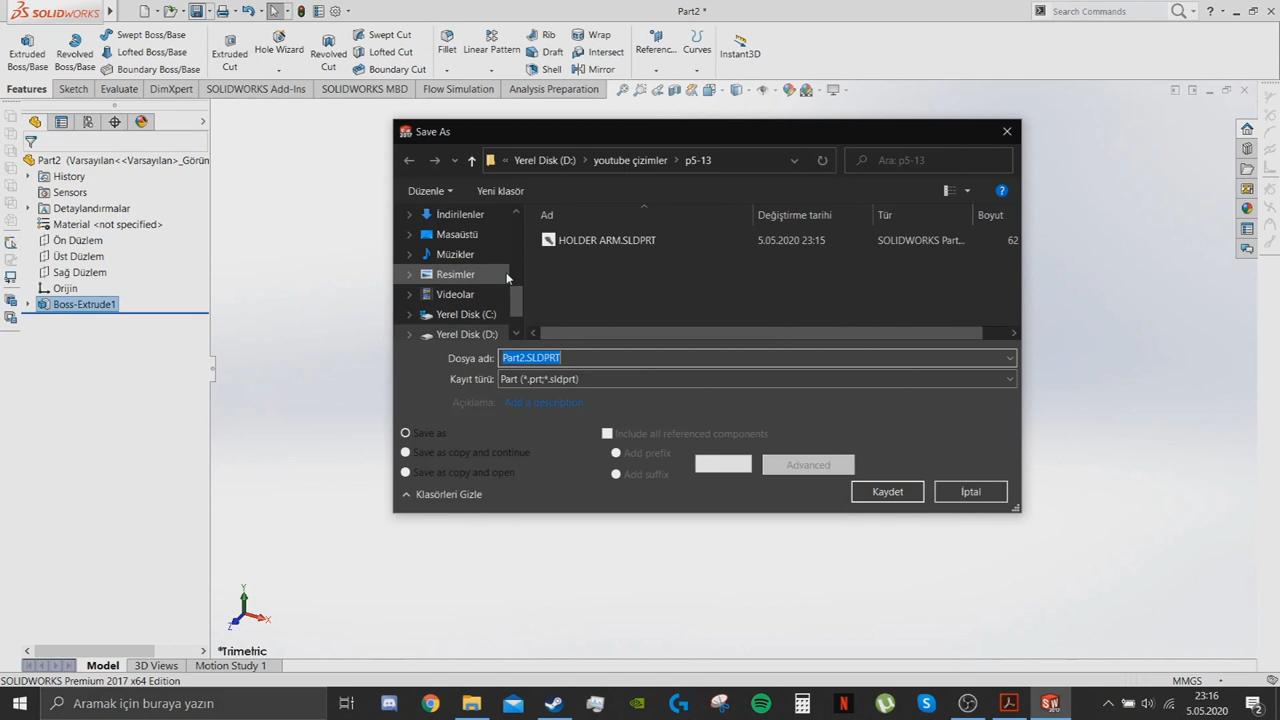 SOLIDWORKS
Part2 *
Search Commands
Extruded Boss/Base
Revolved Boss/Base
Swept Boss/Base
Lofted Boss/Base
Boundary Boss/Base
Extruded Cut
Hole Wizard
Revolved Cut
Swept Cut
Lofted Cut
Boundary Cut
Fillet
Linear Pattern
Rib
Draft
Shell
Wrap
Intersect
Mirror
Referenc...
Curves
Instant3D
Features
Sketch
Evaluate
DimXpert
SOLIDWORKS Add-Ins
SOLIDWORKS MBD
Flow Simulation
Analysis Preparation
Part2 (Varsayılan<<Varsayılan>_Görün
History
Sensors
Detaylandırmalar
Material <not specified>
Ön Düzlem
Üst Düzlem
Sağ Düzlem
Orijin
Boss-Extrude1
Save As
« Yerel Disk (D:) > youtube çizimler > p5-13
Ara: p5-13
Düzenle
Yeni klasör
İndirilenler
Masaüstü
Müzikler
Resimler
Videolar
Yerel Disk (C:)
Yerel Disk (D:)
Ad
Değiştirme tarihi
Tür
Boyut
HOLDER ARM.SLDPRT
5.05.2020 23:15
SOLIDWORKS Part...
62
Dosya adı: Part2.SLDPRT
Kayıt türü: Part (*.prt;*.sldprt)
Açıklama: Add a description
Save as
Save as copy and continue
Save as copy and open
Include all referenced components
Add prefix
Add suffix
Advanced
Klasörleri Gizle
Kaydet
İptal
Y
X
Z
*Trimetric
Model
3D Views
Motion Study 1
SOLIDWORKS Premium 2017 x64 Edition
MMGS
Aramak için buraya yazın
23:16
5.05.2020
2